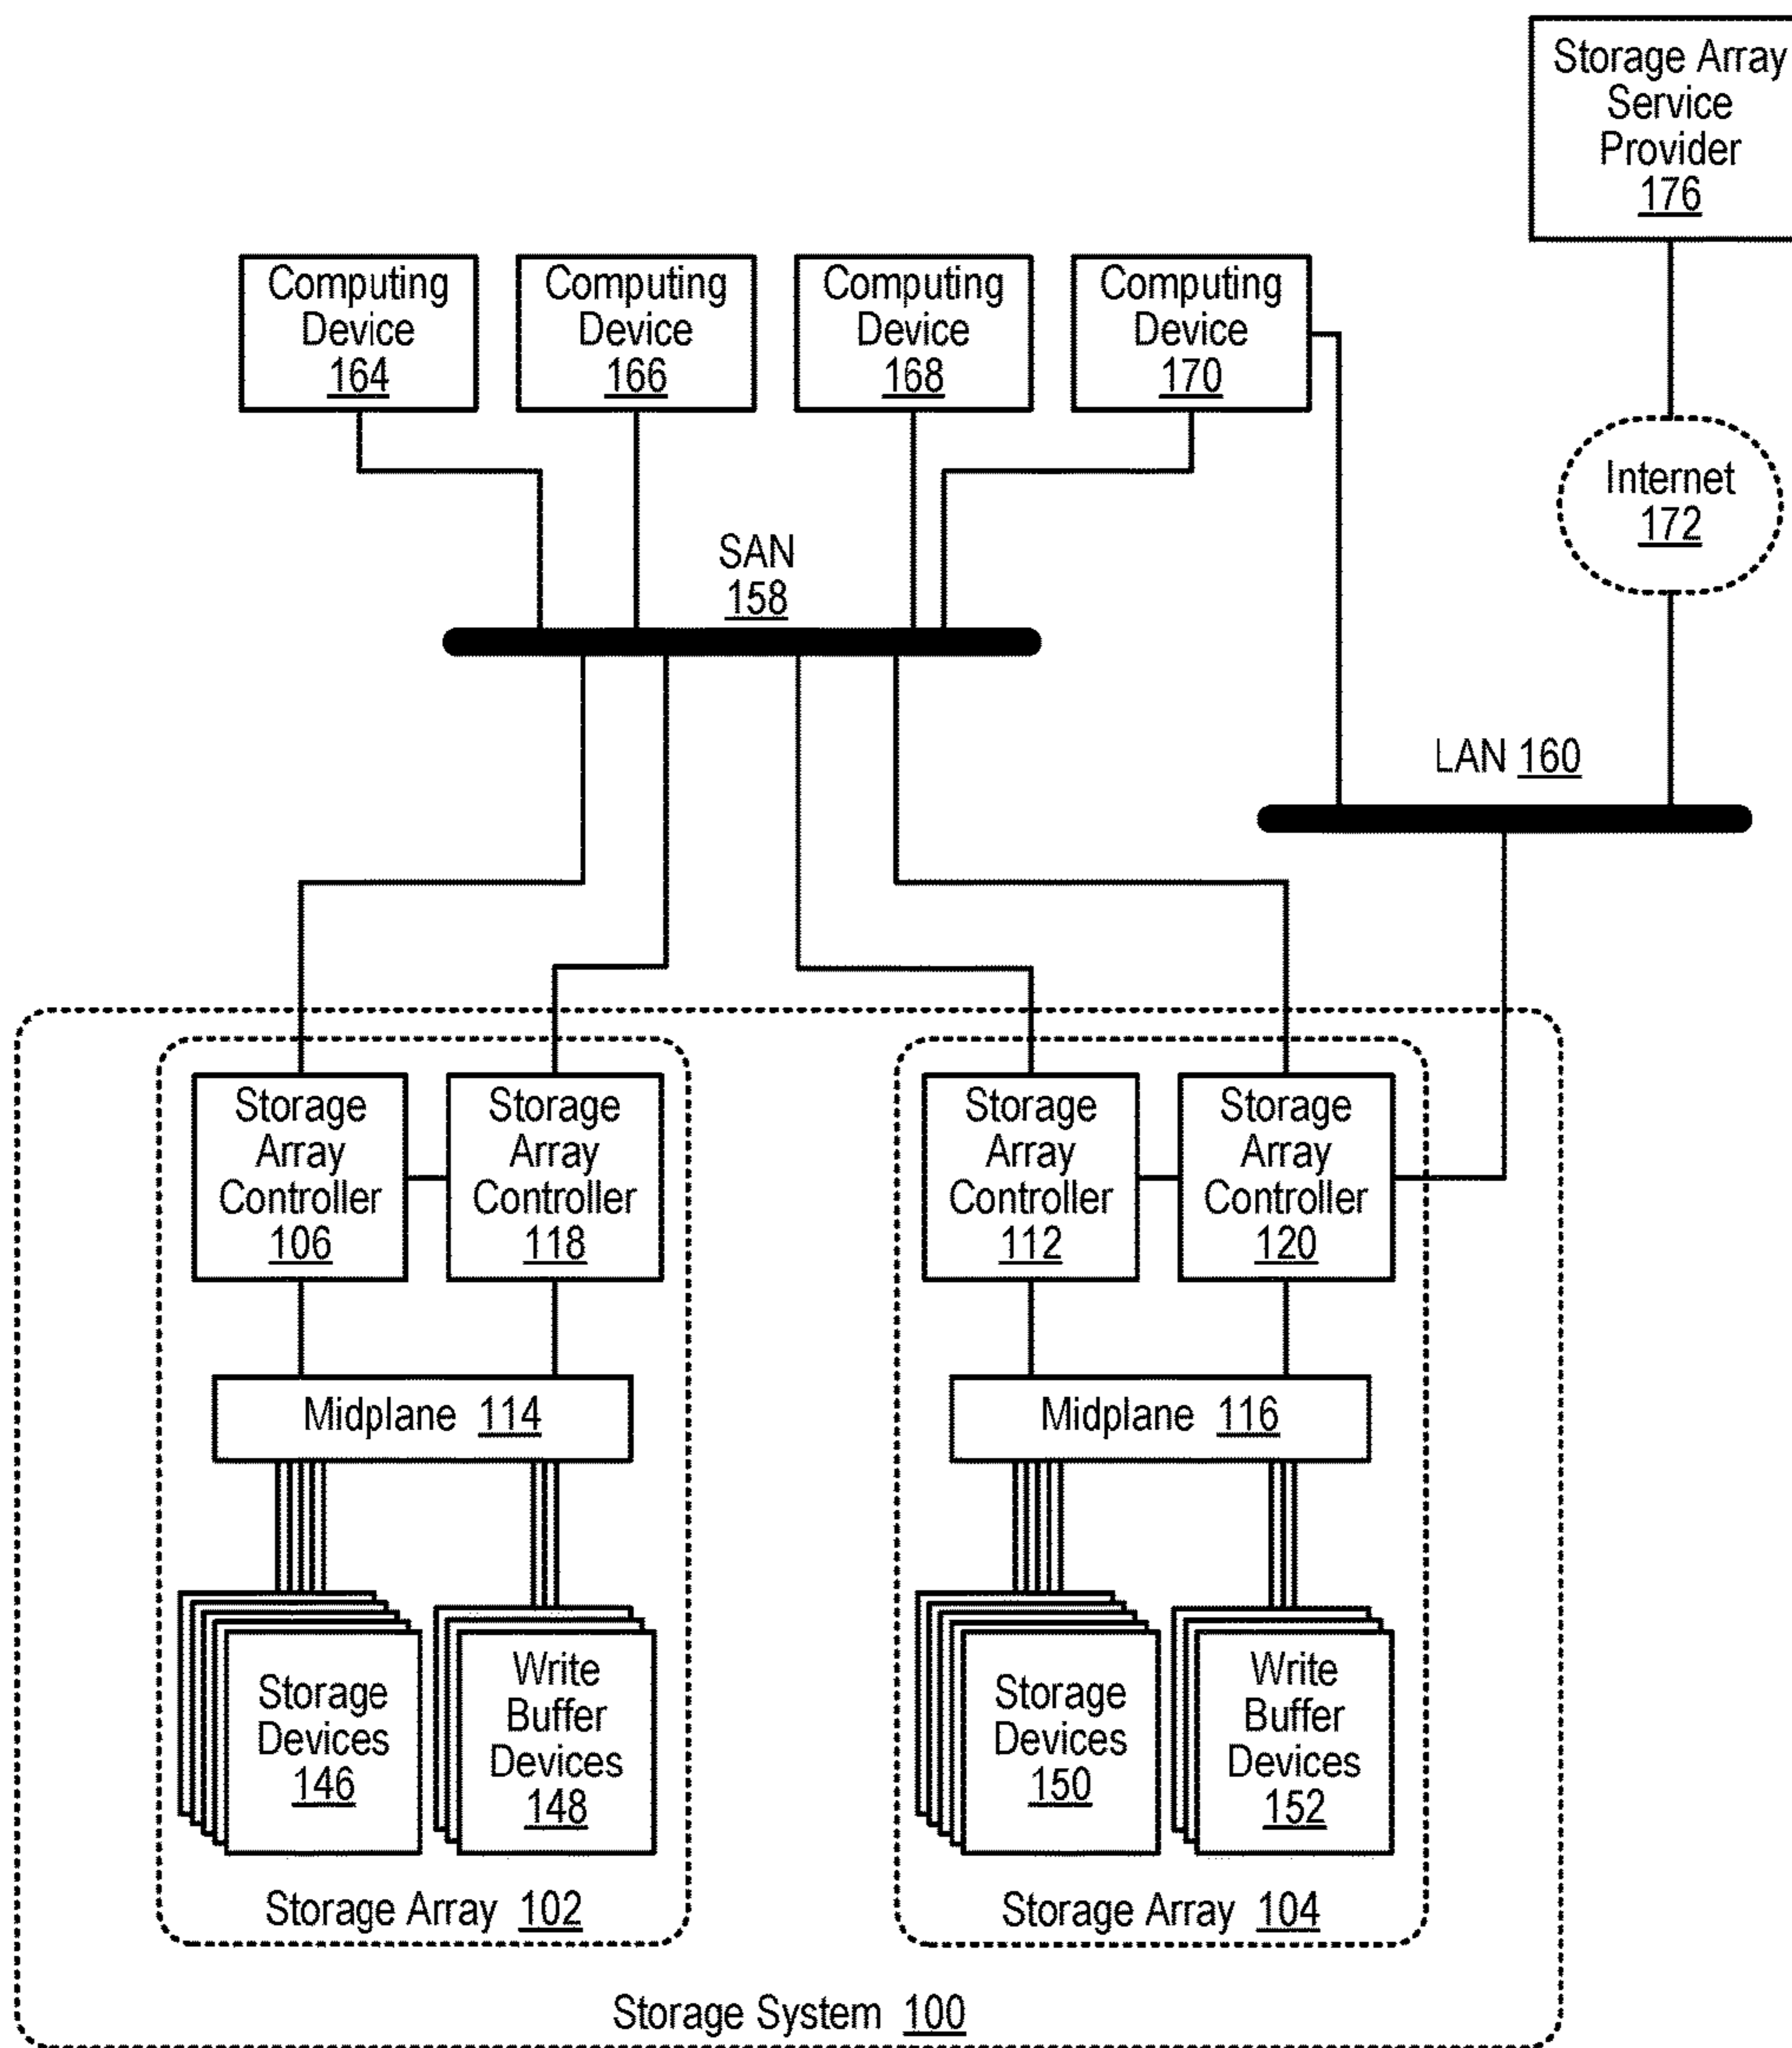 Storage Array
Service
Provider
176
Computing
Device
164
Computing
Device
166
Computing
Device
168
Computing
Device
170
Internet
172
SAN
158
LAN 160
Storage
Array
Controller
106
Storage
Array
Controller
118
Storage
Array
Controller
112
Storage
Array
Controller
120
Midplane 114
Midplane 116
Storage
Devices
146
Write
Buffer
Devices
148
Storage
Devices
150
Write
Buffer
Devices
152
Storage Array 102
Storage Array 104
Storage System 100